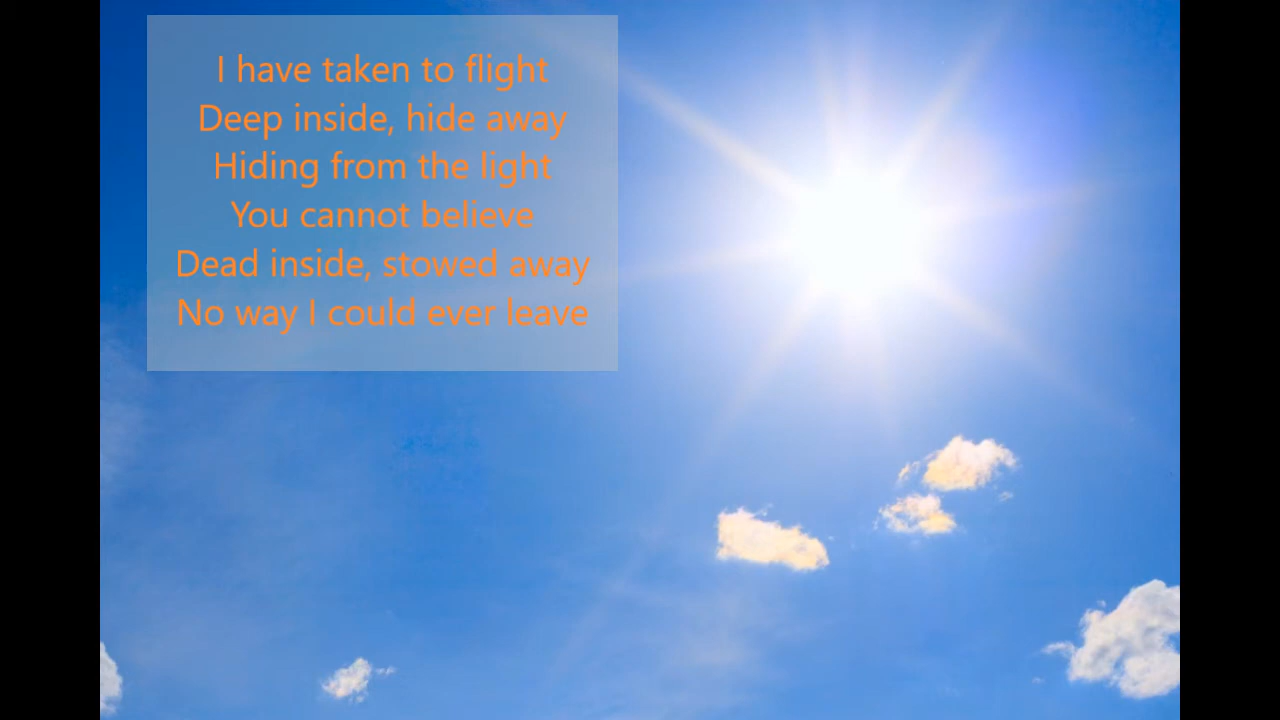 I have taken to flight
Deep inside, hide away
Hiding from the light
You cannot believe
Dead inside, stowed away
No way I could ever leave